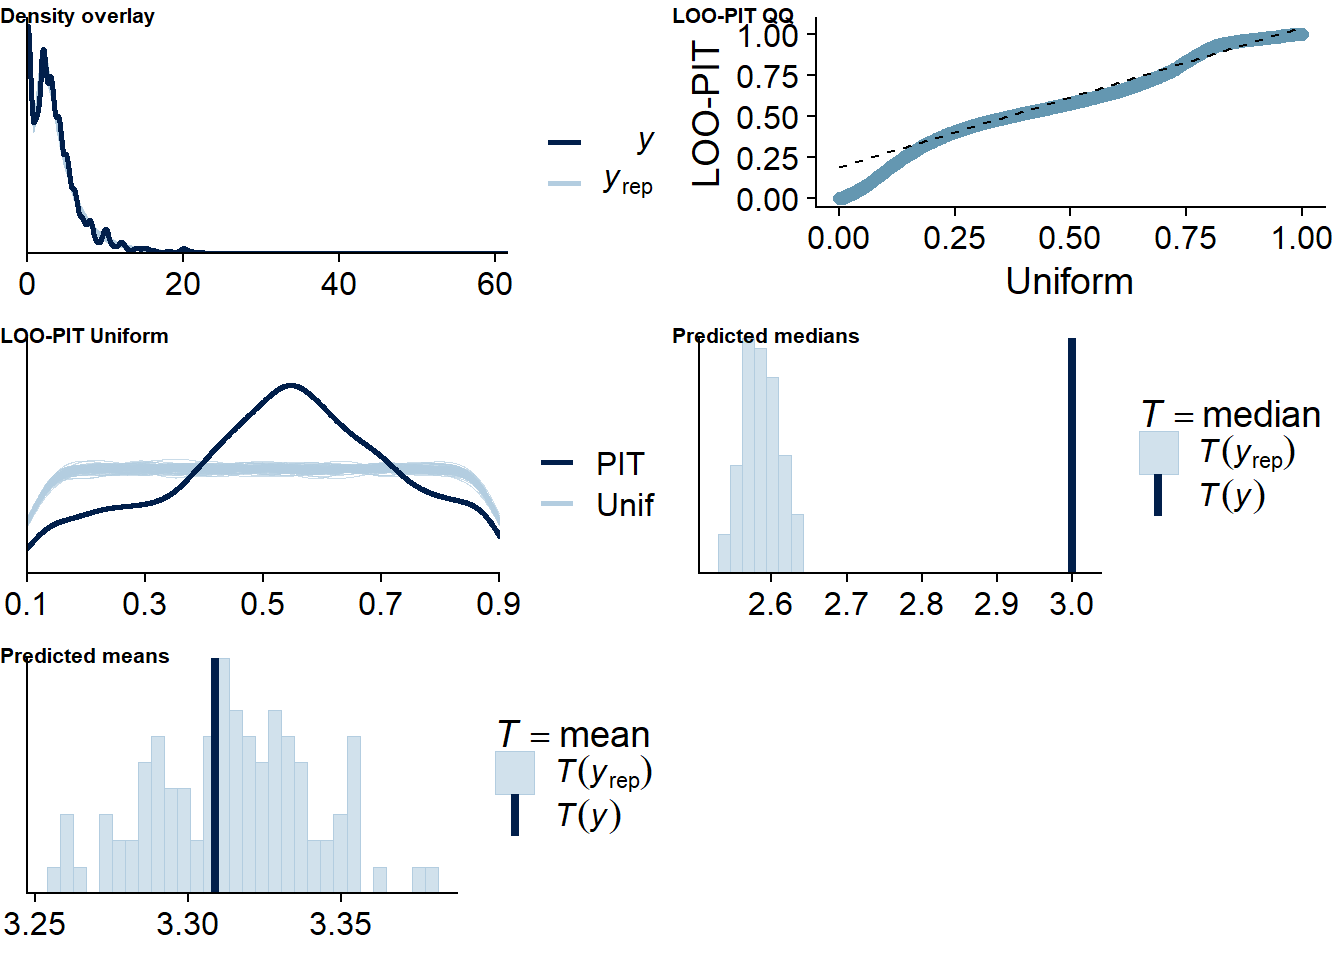 Density overlay
y
yrep
0 20 40 60
LOO-PIT QQ
LOO-PIT
1.00
0.75
0.50
0.25
0.00
0.00 0.25 0.50 0.75 1.00
Uniform
LOO-PIT Uniform
PIT
Unif
0.1 0.3 0.5 0.7 0.9
Predicted medians
T = median
T(yrep)
T(y)
2.6 2.7 2.8 2.9 3.0
Predicted means
T = mean
T(yrep)
T(y)
3.25 3.30 3.35